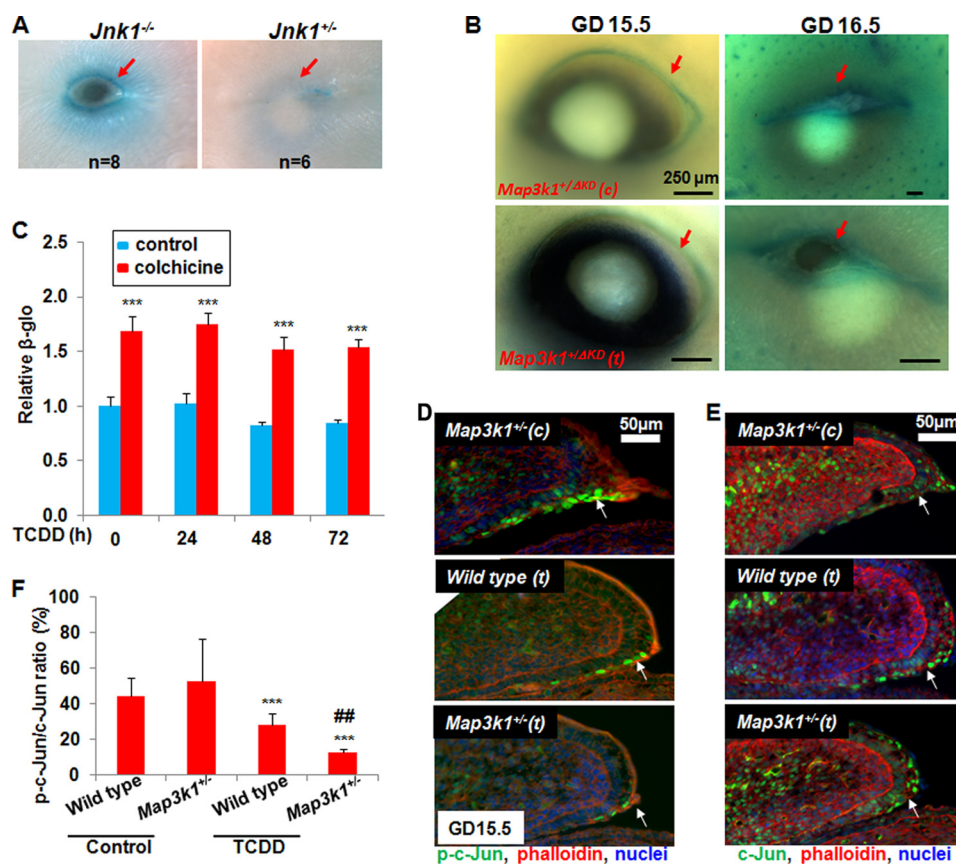 A
Jnk1-/-
Jnk1+/-
n=8
n=6
B
GD 15.5
GD 16.5
Map3k1+/ΔKD (c)
250 µm
Map3k1+/ΔKD (t)
C
control
colchicine
Relative β-glo
2.5
2.0
1.5
1.0
0.5
0.0
***
***
***
***
TCDD (h)
0
24
48
72
D
Map3k1+/-(c)
50µm
Wild type (t)
Map3k1+/-(t)
GD15.5
p-c-Jun, phalloidin, nuclei
E
Map3k1+/-(c)
50µm
Wild type (t)
Map3k1+/-(t)
c-Jun, phalloidin, nuclei
F
p-c-Jun/c-Jun ratio (%)
100
80
60
40
20
0
***
##
***
Wild type
Map3k1+/-
Wild type
Map3k1+/-
Control
TCDD